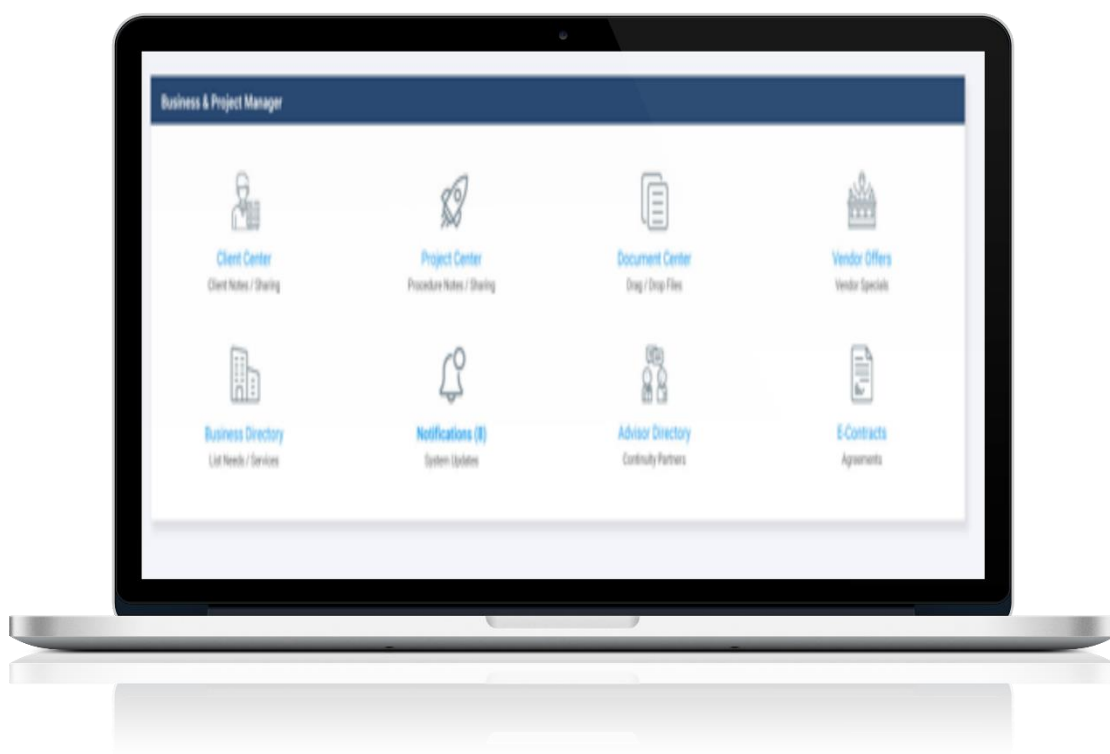 Business & Project Manager
Client Center
Client Notes / Sharing
Project Center
Procedure Notes / Sharing
Document Center
Drag / Drop Files
Vendor Offers
Vendor Specials
Business Directory
List Needs / Services
Notifications (8)
System Updates
Advisor Directory
Continuity Partners
E-Contracts
Agreements